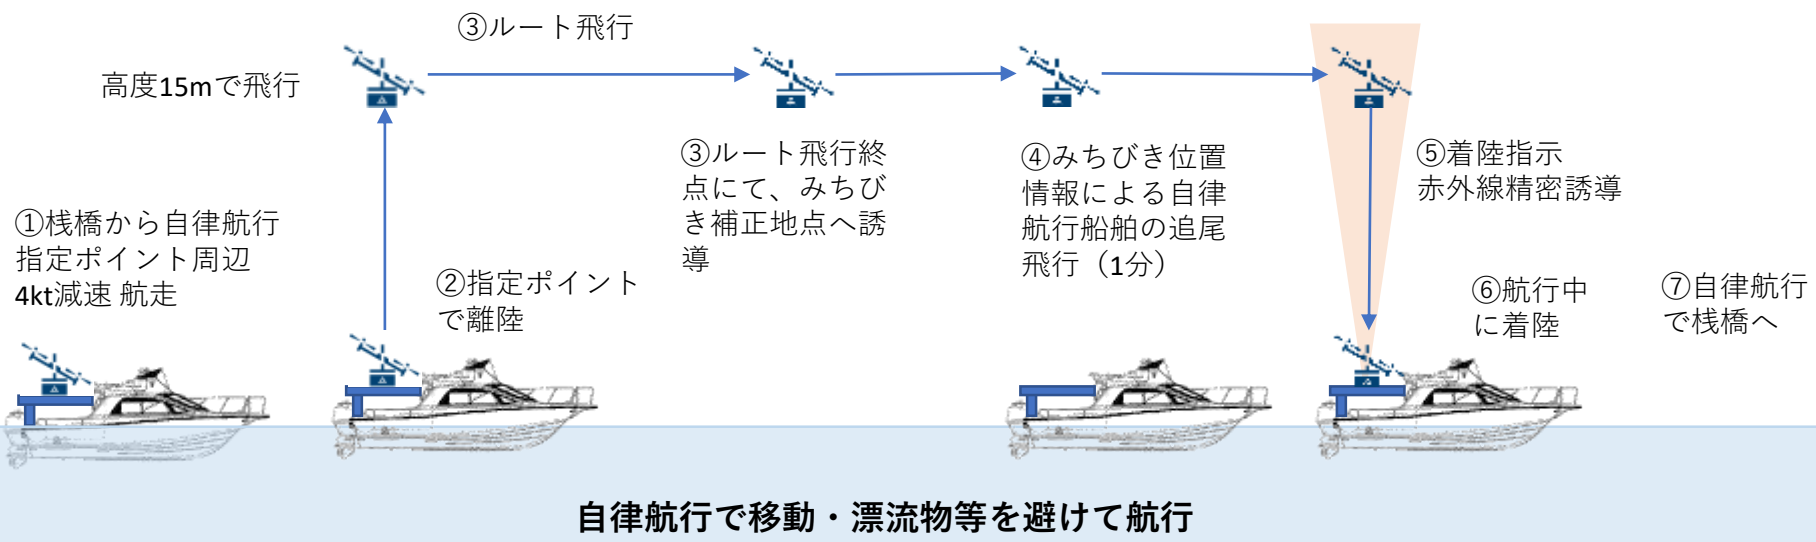 ③ルート飛行
高度15mで飛行
①桟橋から自律航行
指定ポイント周辺
4kt減速 航走
②指定ポイント
で離陸
③ルート飛行終
点にて、みちび
き補正地点へ誘
導
④みちびき位置
情報による自律
航行船舶の追尾
飛行（1分）
⑤着陸指示
赤外線精密誘導
⑥航行中
に着陸
⑦自律航行
で桟橋へ
自律航行で移動・漂流物等を避けて航行